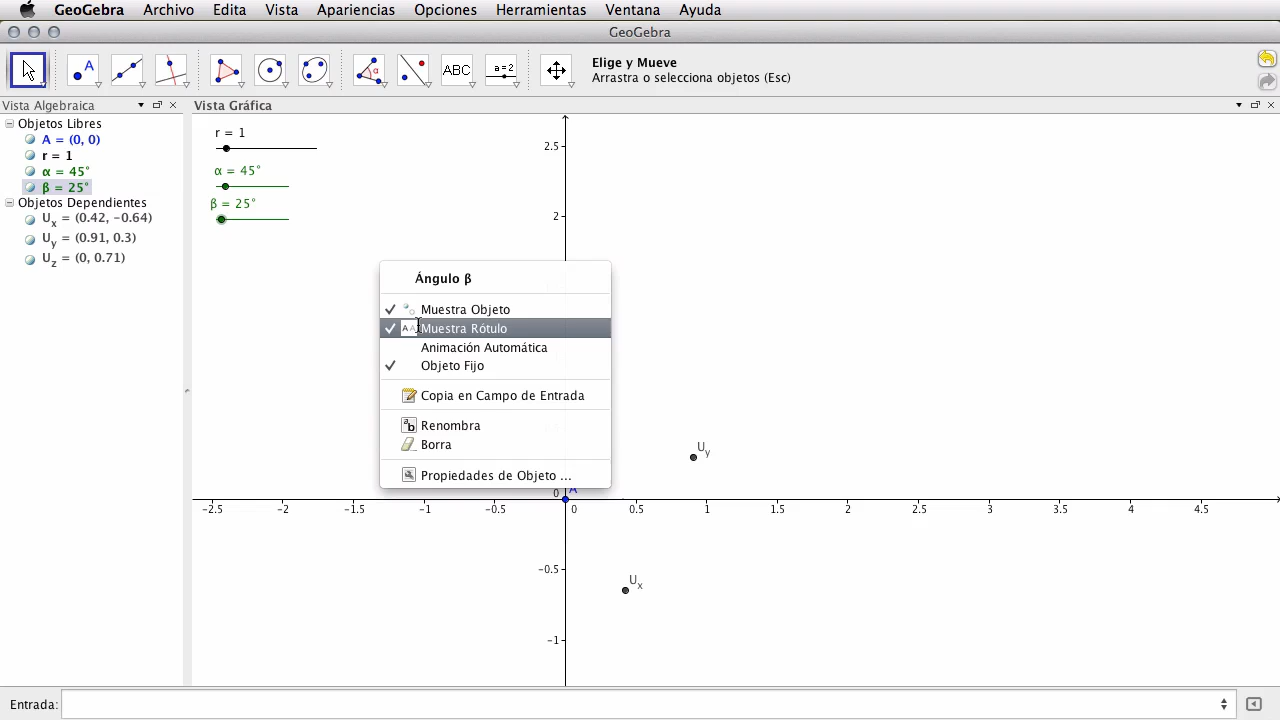 GeoGebra Archivo Edita Vista Apariencias Opciones Herramientas Ventana Ayuda
GeoGebra
A
α
ABC
a = 2
Elige y Mueve
Arrastra o selecciona objetos (Esc)
Vista Algebraica
Vista Gráfica
Objetos Libres
A = (0, 0)
r = 1
α = 45°
β = 25°
Objetos Dependientes
Ux = (0.42, -0.64)
Uy = (0.91, 0.3)
Uz = (0, 0.71)
r = 1
α = 45°
β = 25°
2.5
2
Ángulo β
Muestra Objeto
Muestra Rótulo
Animación Automática
Objeto Fijo
Copia en Campo de Entrada
Renombra
Borra
Propiedades de Objeto ...
Uy
A
0
-2.5 -2 -1.5 -1 -0.5 0 0.5 1 1.5 2 2.5 3 3.5 4 4.5
-0.5
Ux
-1
Entrada: